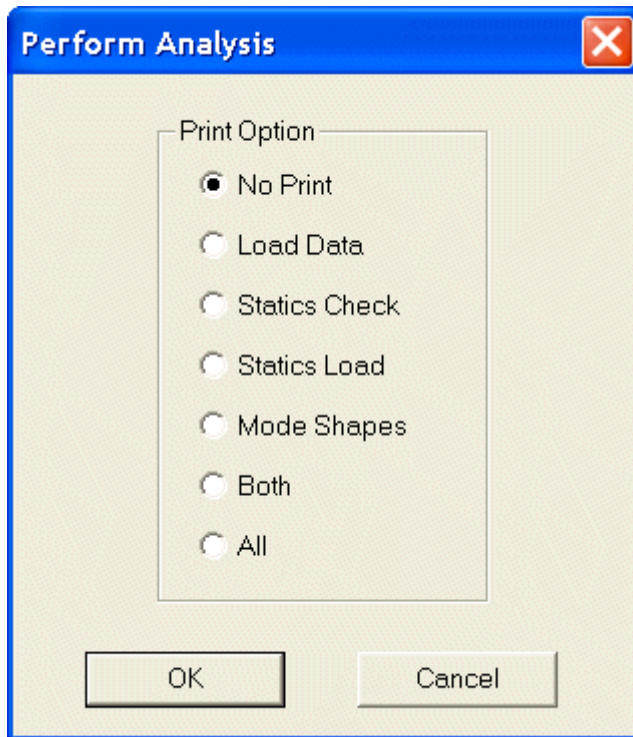 Perform Analysis
Print Option
No Print
Load Data
Statics Check
Statics Load
Mode Shapes
Both
All
OK
Cancel